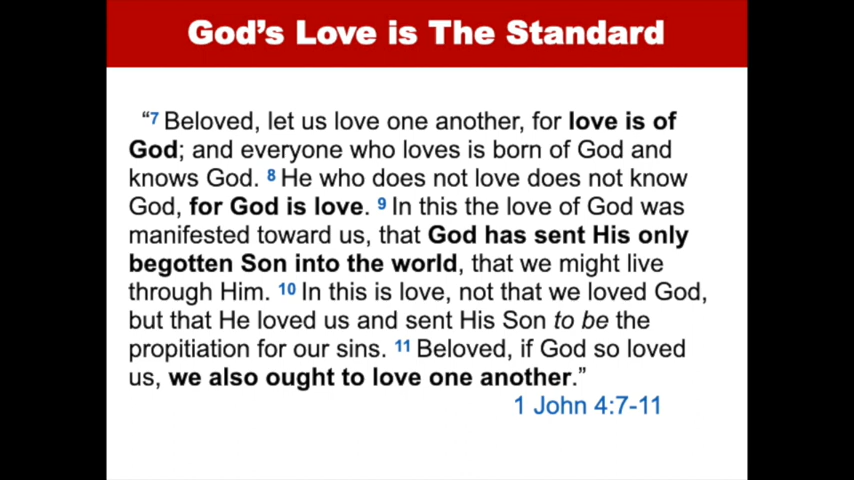 God's Love is The Standard
“7 Beloved, let us love one another, for love is of
God; and everyone who loves is born of God and
knows God. 8 He who does not love does not know
God, for God is love. 9 In this the love of God was
manifested toward us, that God has sent His only
begotten Son into the world, that we might live
through Him. 10 In this is love, not that we loved God,
but that He loved us and sent His Son to be the
propitiation for our sins. 11 Beloved, if God so loved
us, we also ought to love one another.”
1 John 4:7-11